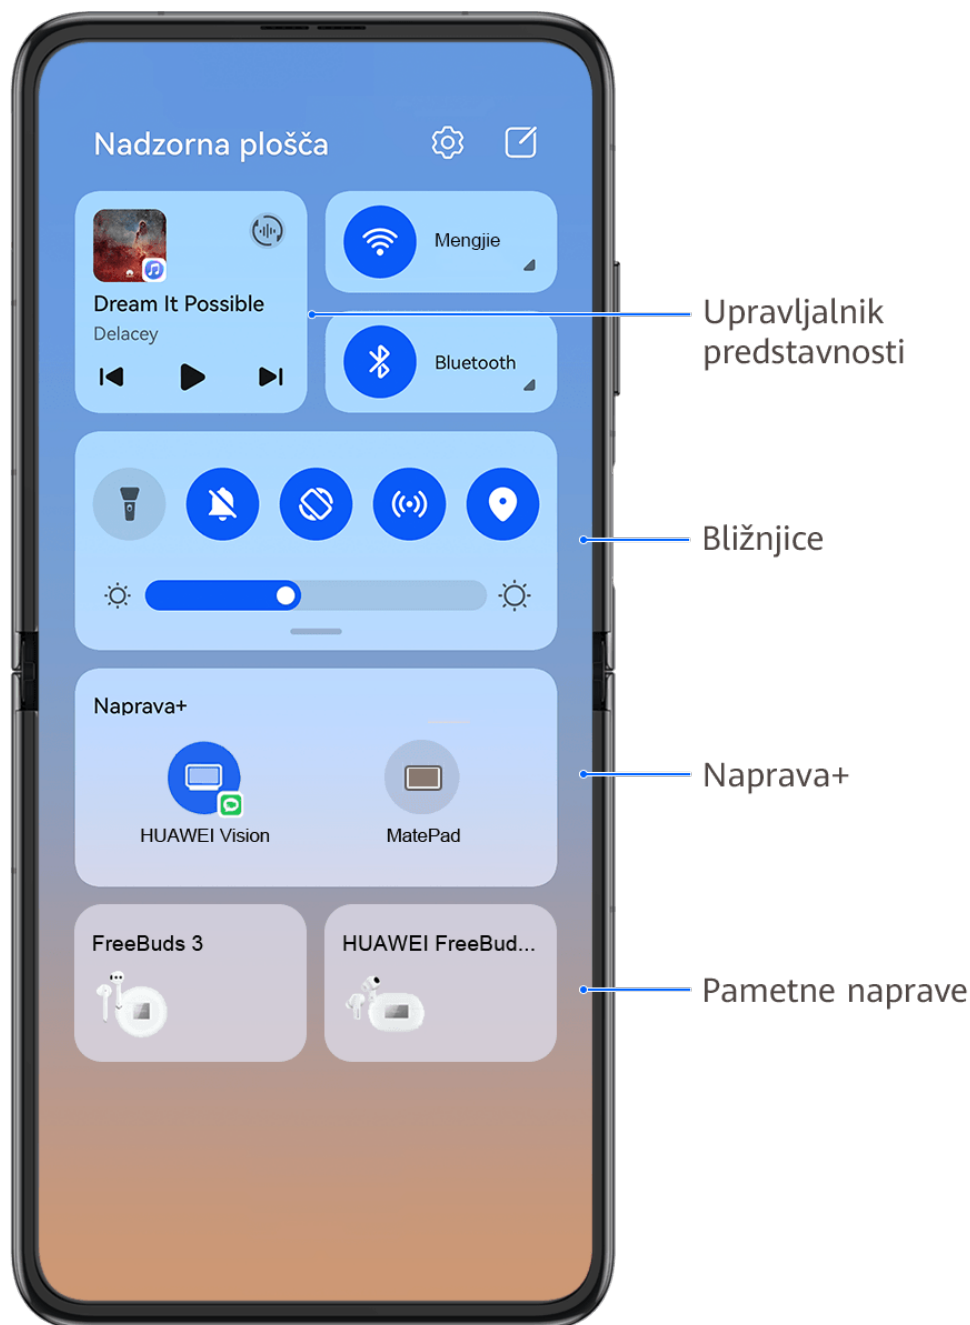 Nadzorna plošča
Dream It Possible
Delacey
Mengjie
Bluetooth
Upravljalnik
predstavnosti
Bližnjice
Naprava+
HUAWEI Vision
MatePad
Naprava+
FreeBuds 3
HUAWEI FreeBud...
Pametne naprave